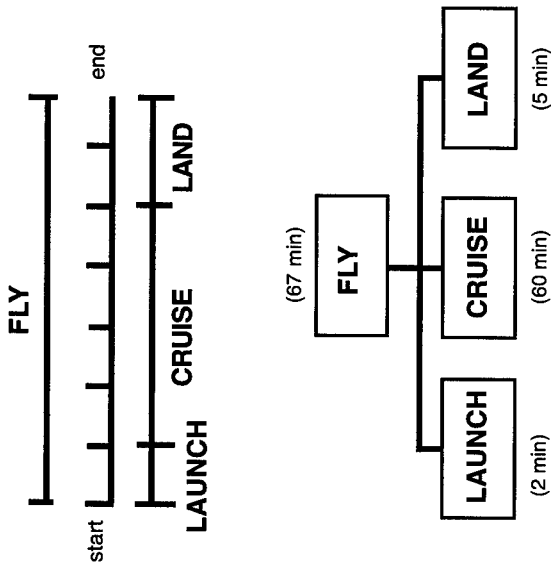 FLY
start
end
LAUNCH
CRUISE
LAND
(67 min)
FLY
LAUNCH
CRUISE
LAND
(2 min)
(60 min)
(5 min)